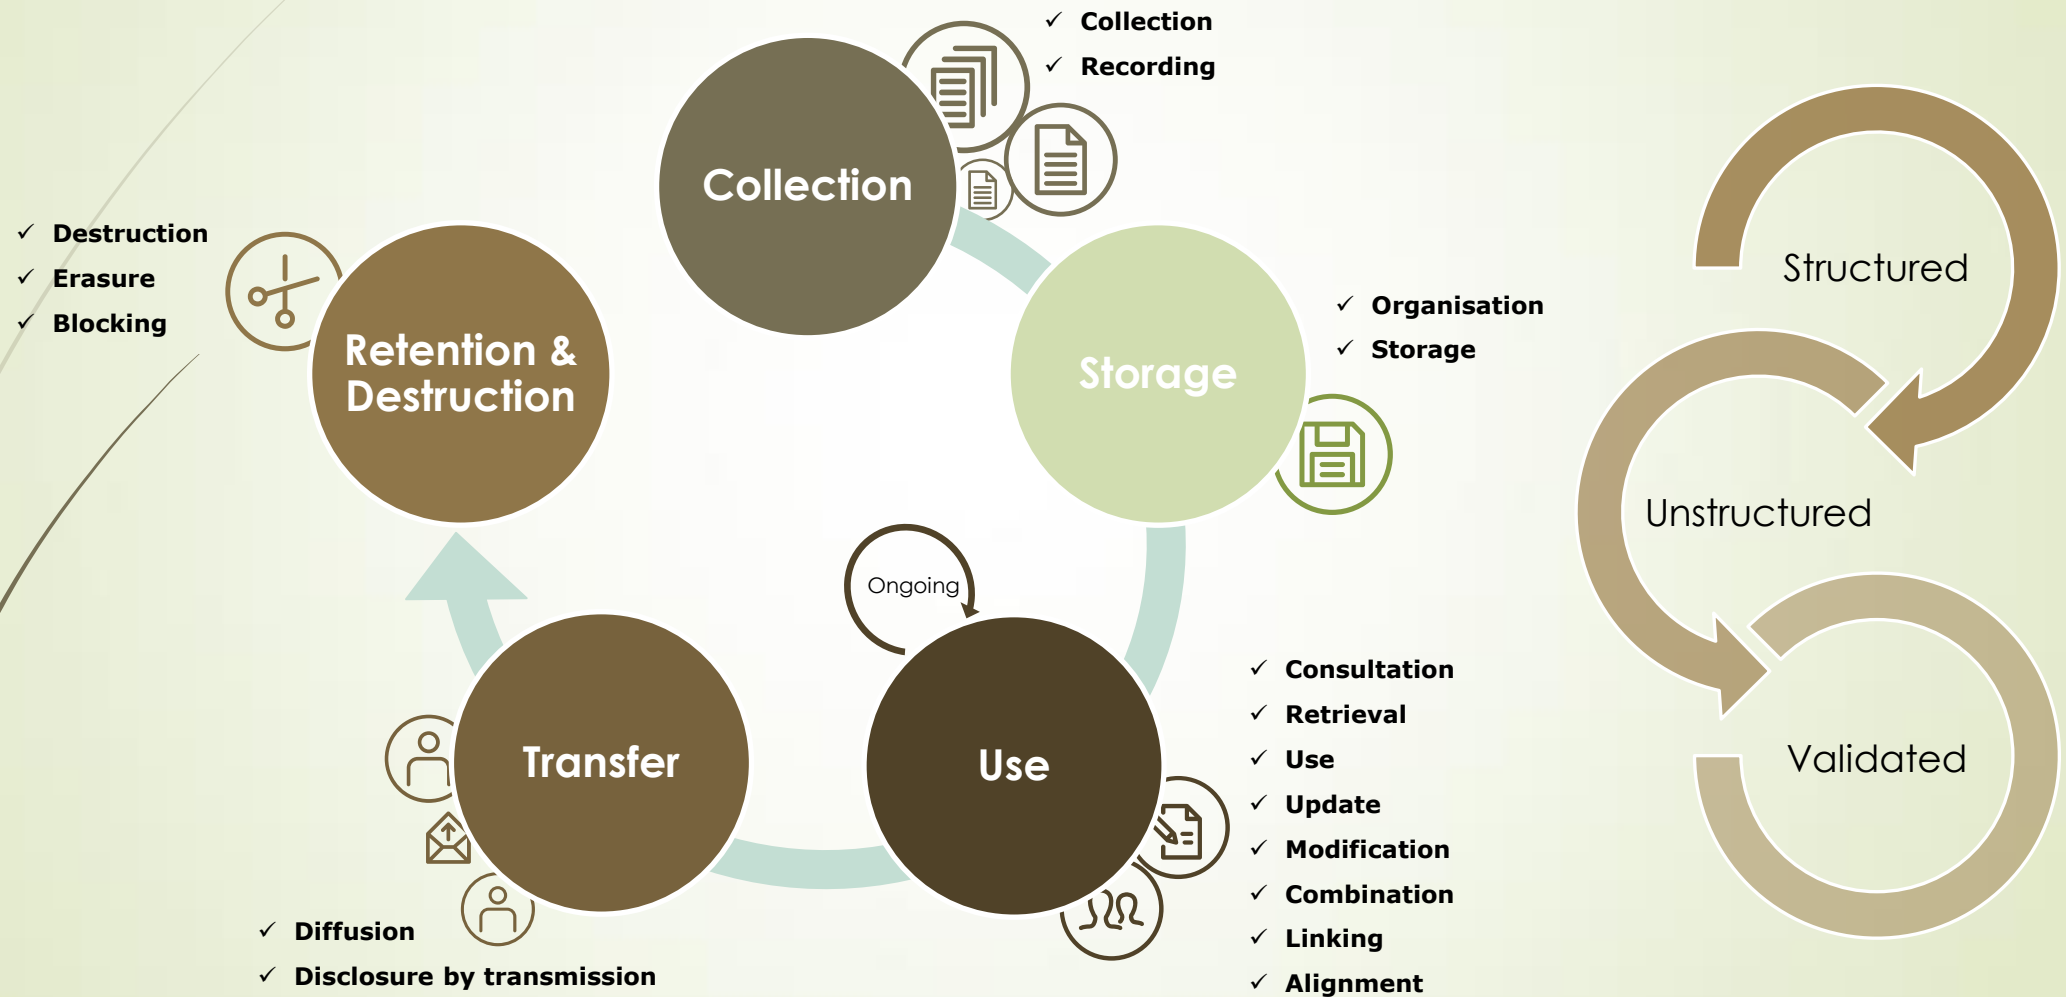 Collection
Recording
Collection
Destruction
Erasure
Blocking
Retention &
Destruction
Organisation
Storage
Storage
Ongoing
Use
Consultation
Retrieval
Use
Update
Modification
Combination
Linking
Alignment
Transfer
Diffusion
Disclosure by transmission
Structured
Unstructured
Validated